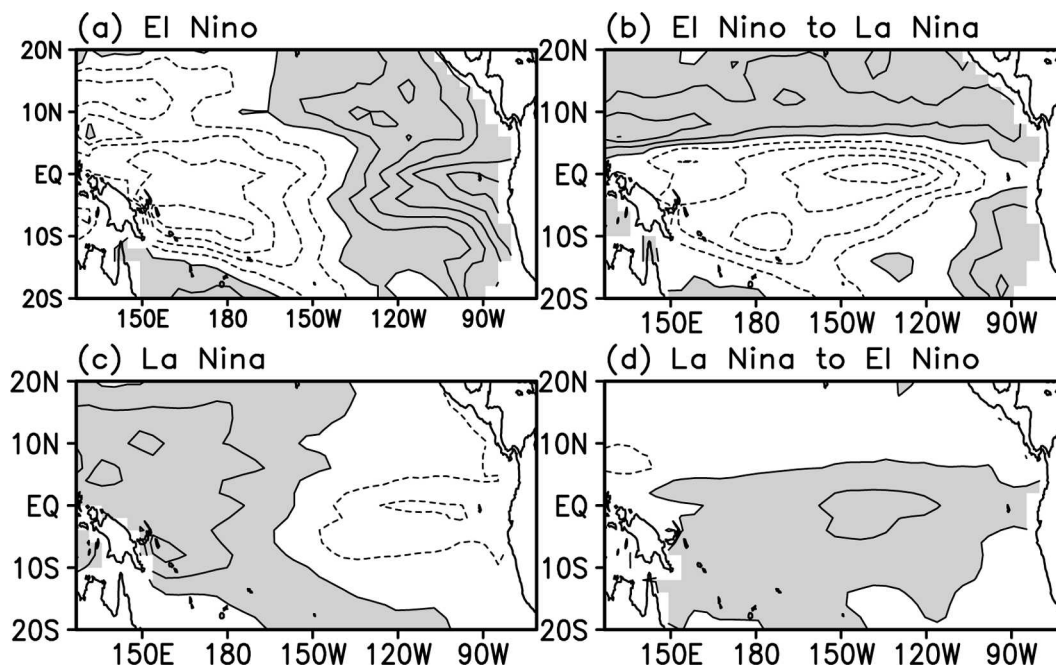 (a) El Nino
(b) El Nino to La Nina
20N
10N
EQ
10S
20S
150E 180 150W 120W 90W
20N
10N
EQ
10S
20S
150E 180 150W 120W 90W
(c) La Nina
(d) La Nina to El Nino
20N
10N
EQ
10S
20S
150E 180 150W 120W 90W
20N
10N
EQ
10S
20S
150E 180 150W 120W 90W